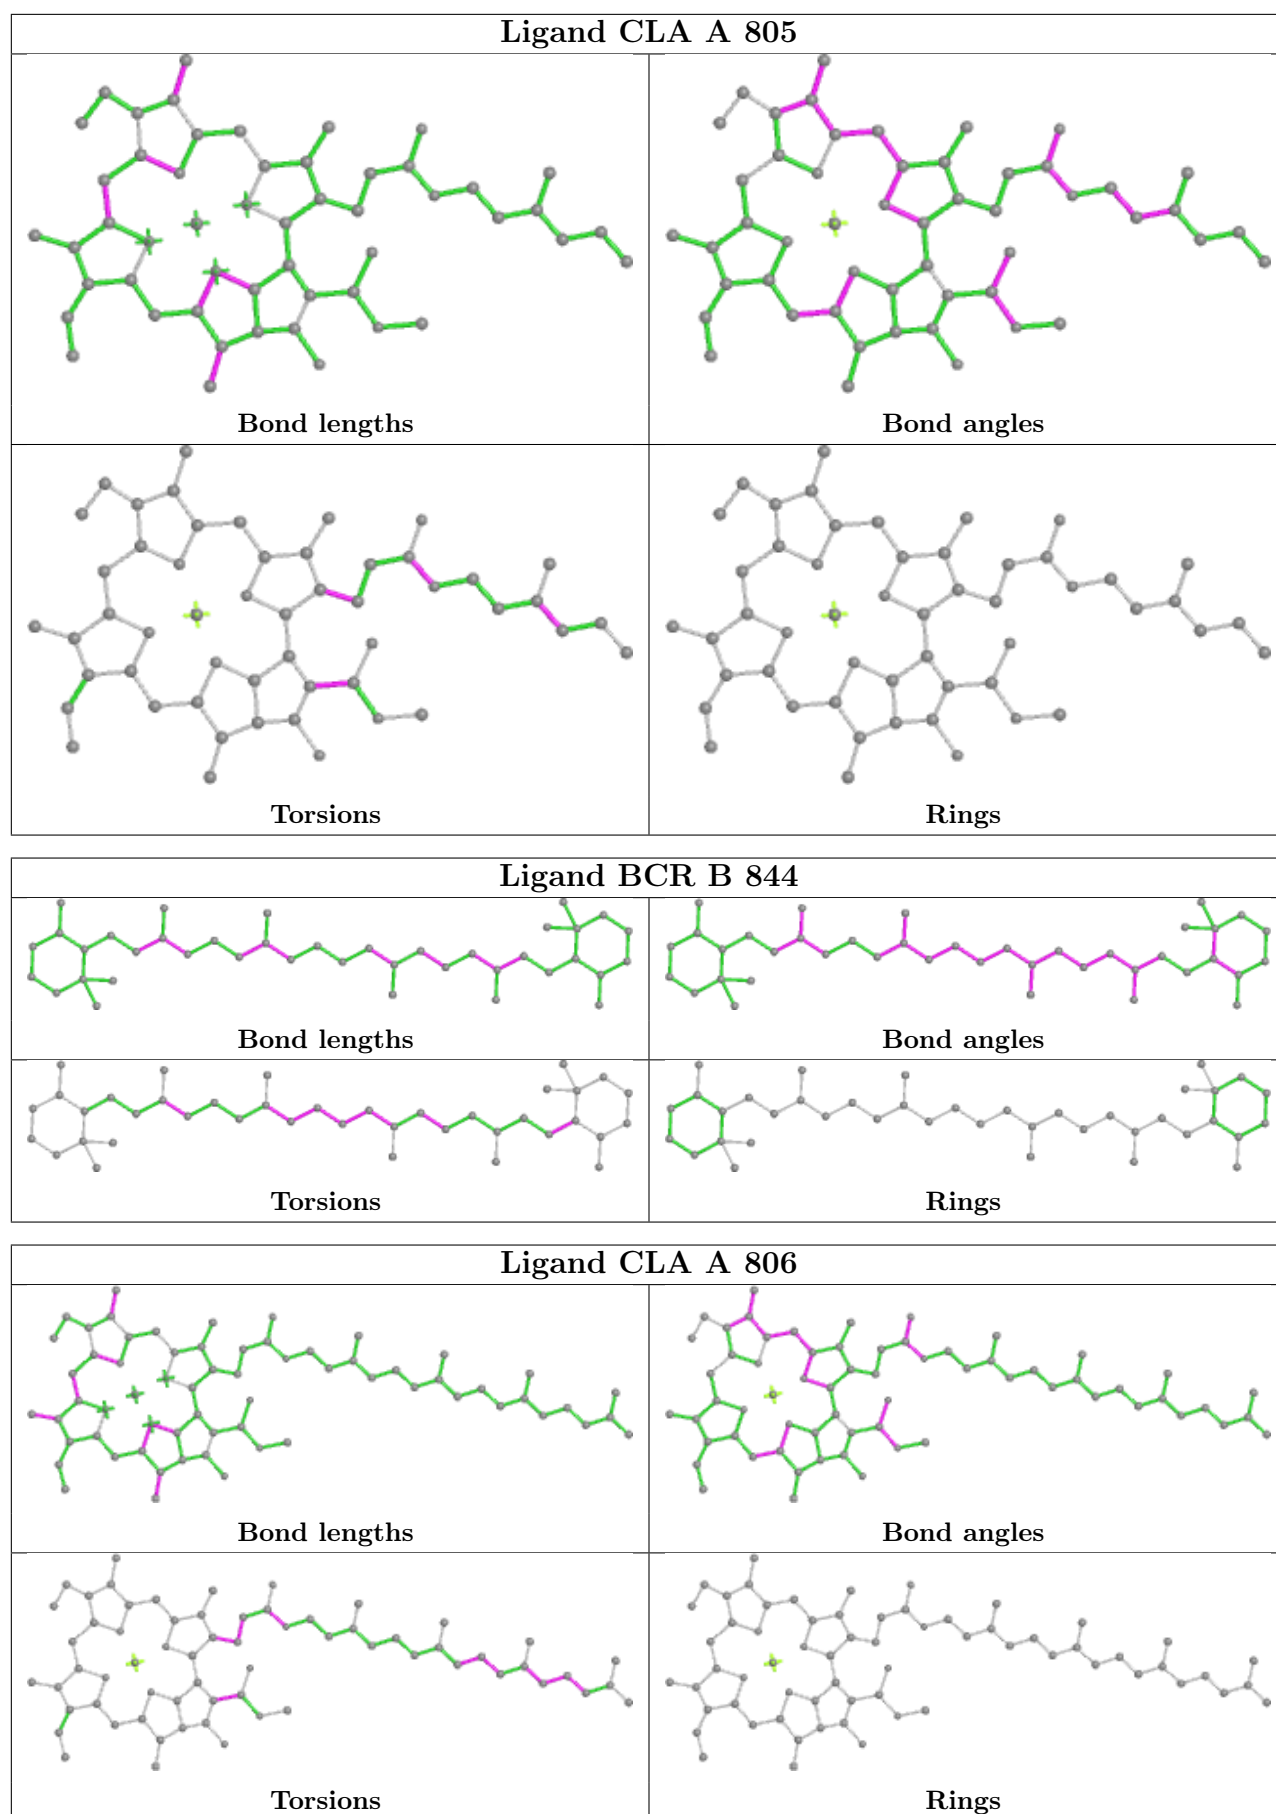 Ligand CLA A 805
Bond lengths
Bond angles
Torsions
Rings
Ligand BCR B 844
Bond lengths
Bond angles
Torsions
Rings
Ligand CLA A 806
Bond lengths
Bond angles
Torsions
Rings